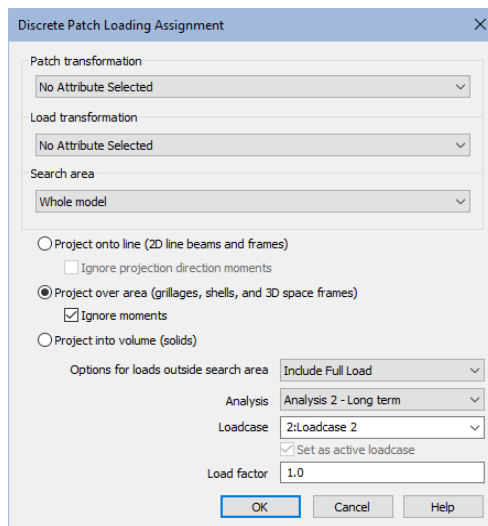 Discrete Patch Loading Assignment
Patch transformation
No Attribute Selected
Load transformation
No Attribute Selected
Search area
Whole model
Project onto line (2D line beams and frames)
Ignore projection direction moments
Project over area (grillages, shells, and 3D space frames)
Ignore moments
Project into volume (solids)
Options for loads outside search area Include Full Load
Analysis Analysis 2 - Long term
Loadcase 2:Loadcase 2
Set as active loadcase
Load factor 1.0
OK Cancel Help